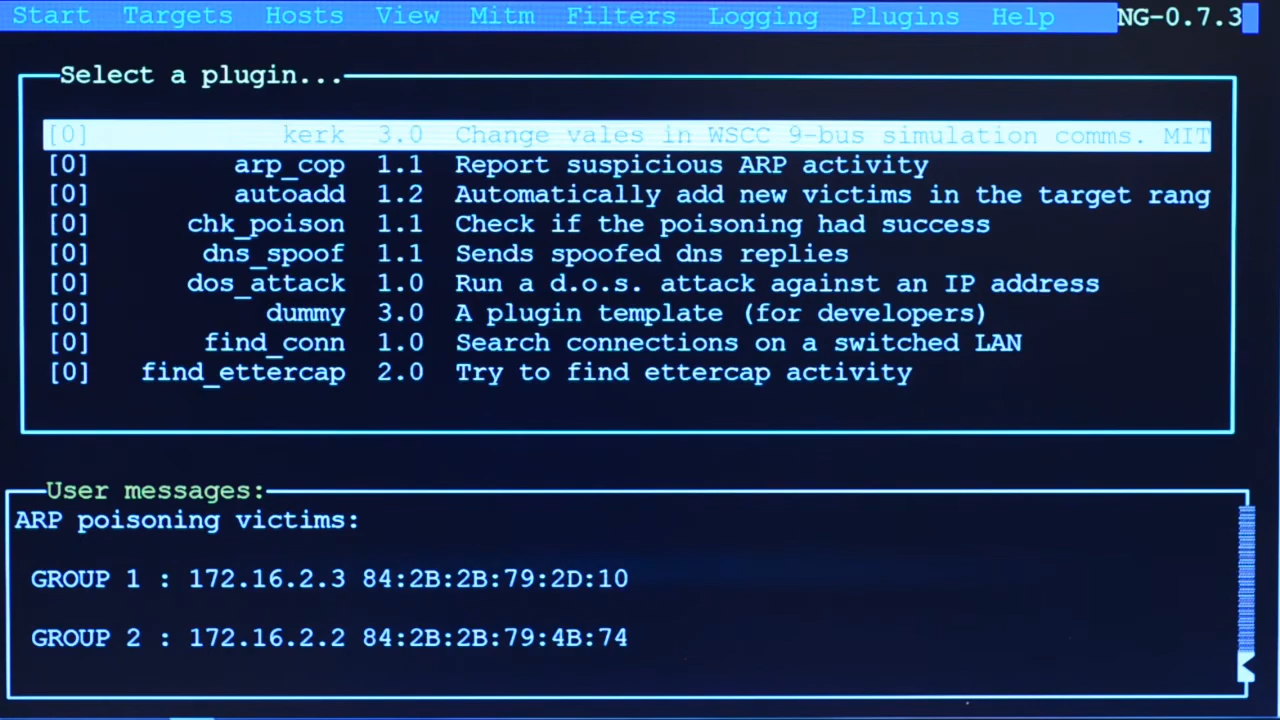 Start Targets Hosts View Mitm Filters Logging Plugins Help NG-0.7.3
Select a plugin...
[0] kerk 3.0 Change vales in WSCC 9-bus simulation comms. MIT
[0] arp_cop 1.1 Report suspicious ARP activity
[0] autoadd 1.2 Automatically add new victims in the target rang
[0] chk_poison 1.1 Check if the poisoning had success
[0] dns_spoof 1.1 Sends spoofed dns replies
[0] dos_attack 1.0 Run a d.o.s. attack against an IP address
[0] dummy 3.0 A plugin template (for developers)
[0] find_conn 1.0 Search connections on a switched LAN
[0] find_ettercap 2.0 Try to find ettercap activity
User messages:
ARP poisoning victims:
GROUP 1 : 172.16.2.3 84:2B:2B:79:2D:10
GROUP 2 : 172.16.2.2 84:2B:2B:79:4B:74